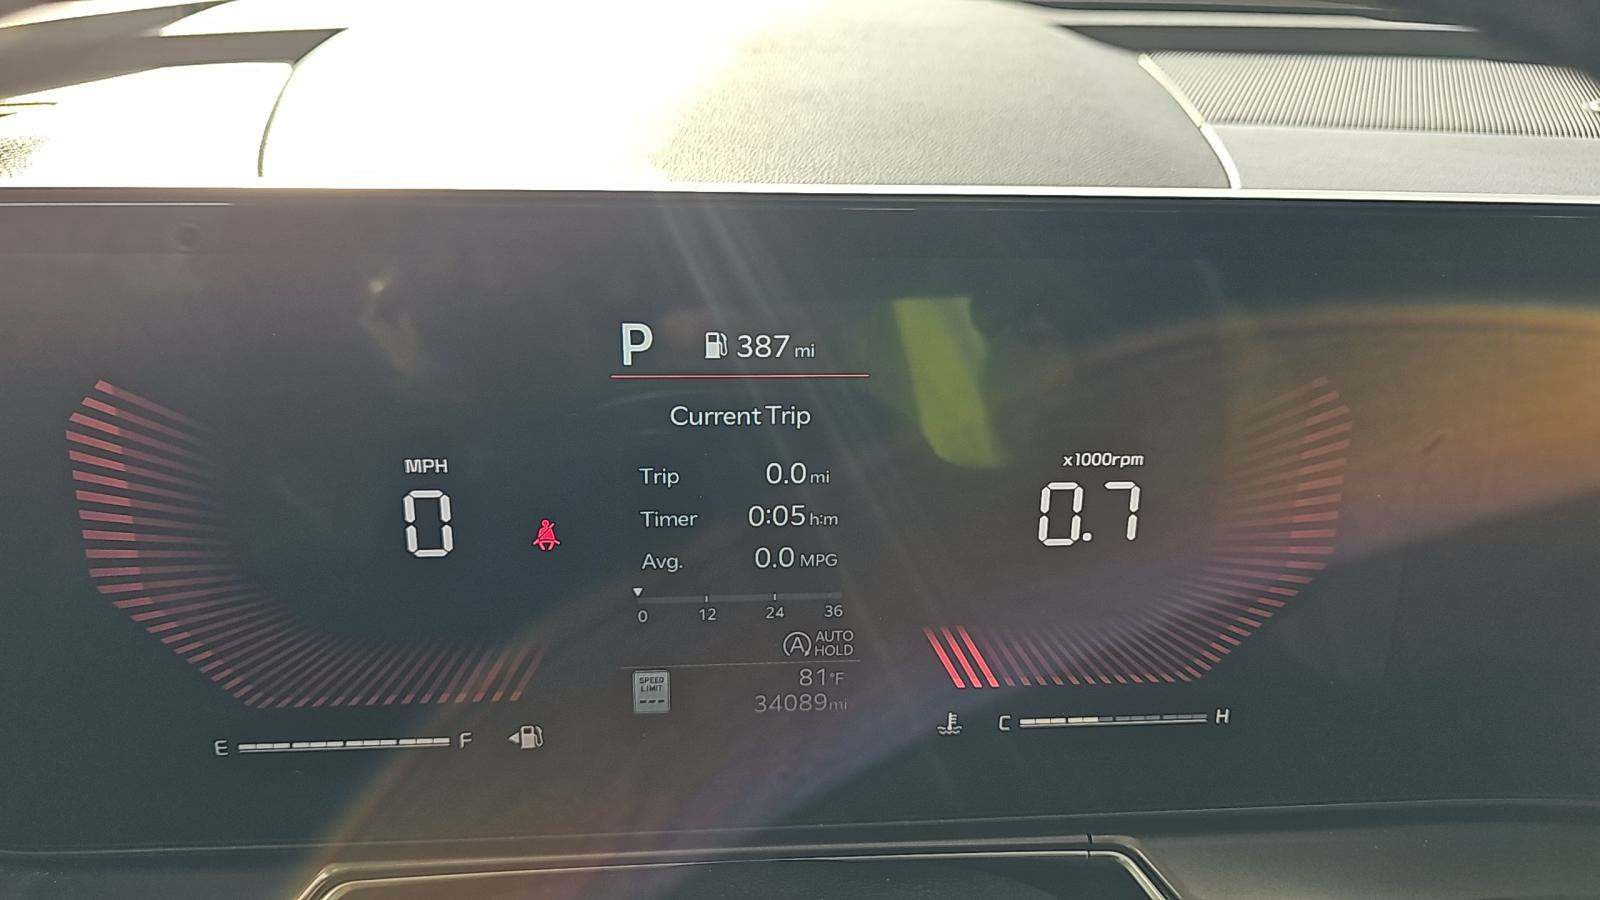 P 387 mi
Current Trip
MPH
x1000rpm
Trip 0.0 mi
0
0.7
Timer 0:05 h:m
Avg. 0.0 MPG
0 12 24 36
A AUTO HOLD
SPEED LIMIT ---
81°F
34089 mi
E F
C H